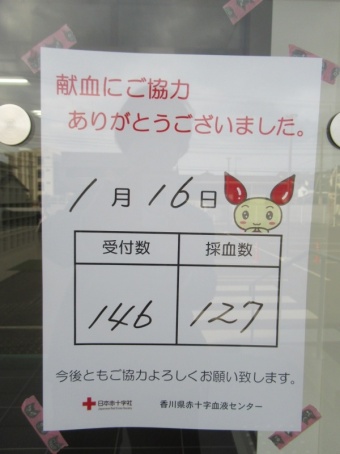 献血にご協力
ありがとうございました。
1月16日
受付数 採血数
146 127
今後ともご協力よろしくお願い致します。
日本赤十字社 香川県赤十字血液センター